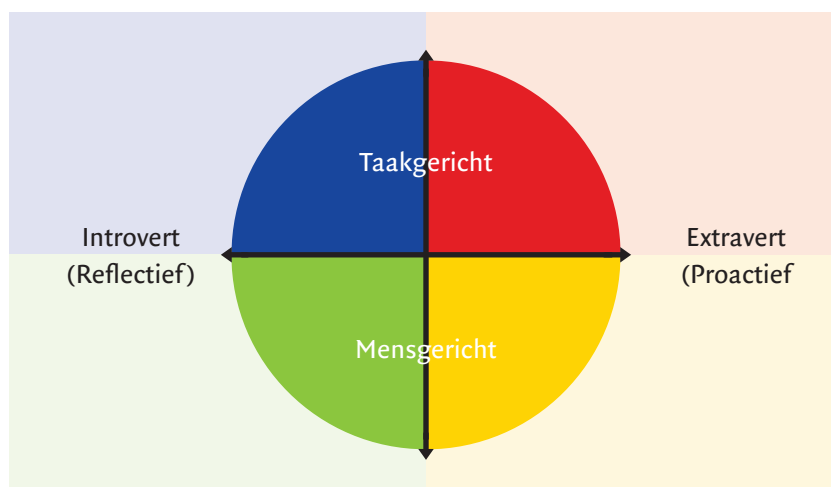 Taakgericht
Introvert
(Reflectief)
Extravert
(Proactief
Mensgericht